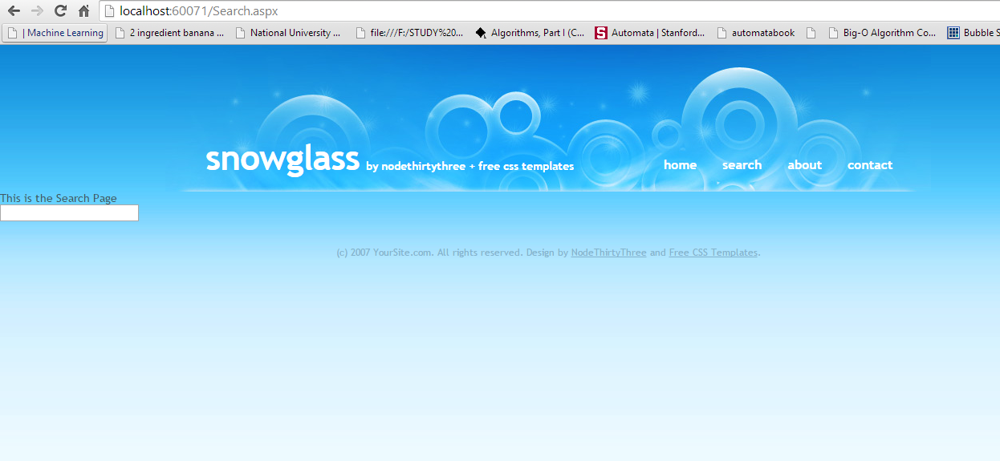 localhost:60071/Search.aspx
| Machine Learning
2 ingredient banana ...
National University ...
file:///F:/STUDY%20...
Algorithms, Part I (C...
Automata | Stanford...
automatabook
Big-O Algorithm Co...
Bubble S
snowglass by nodethirtythree + free css templates
home search about contact
This is the Search Page
(c) 2007 YourSite.com. All rights reserved. Design by NodeThirtyThree and Free CSS Templates.